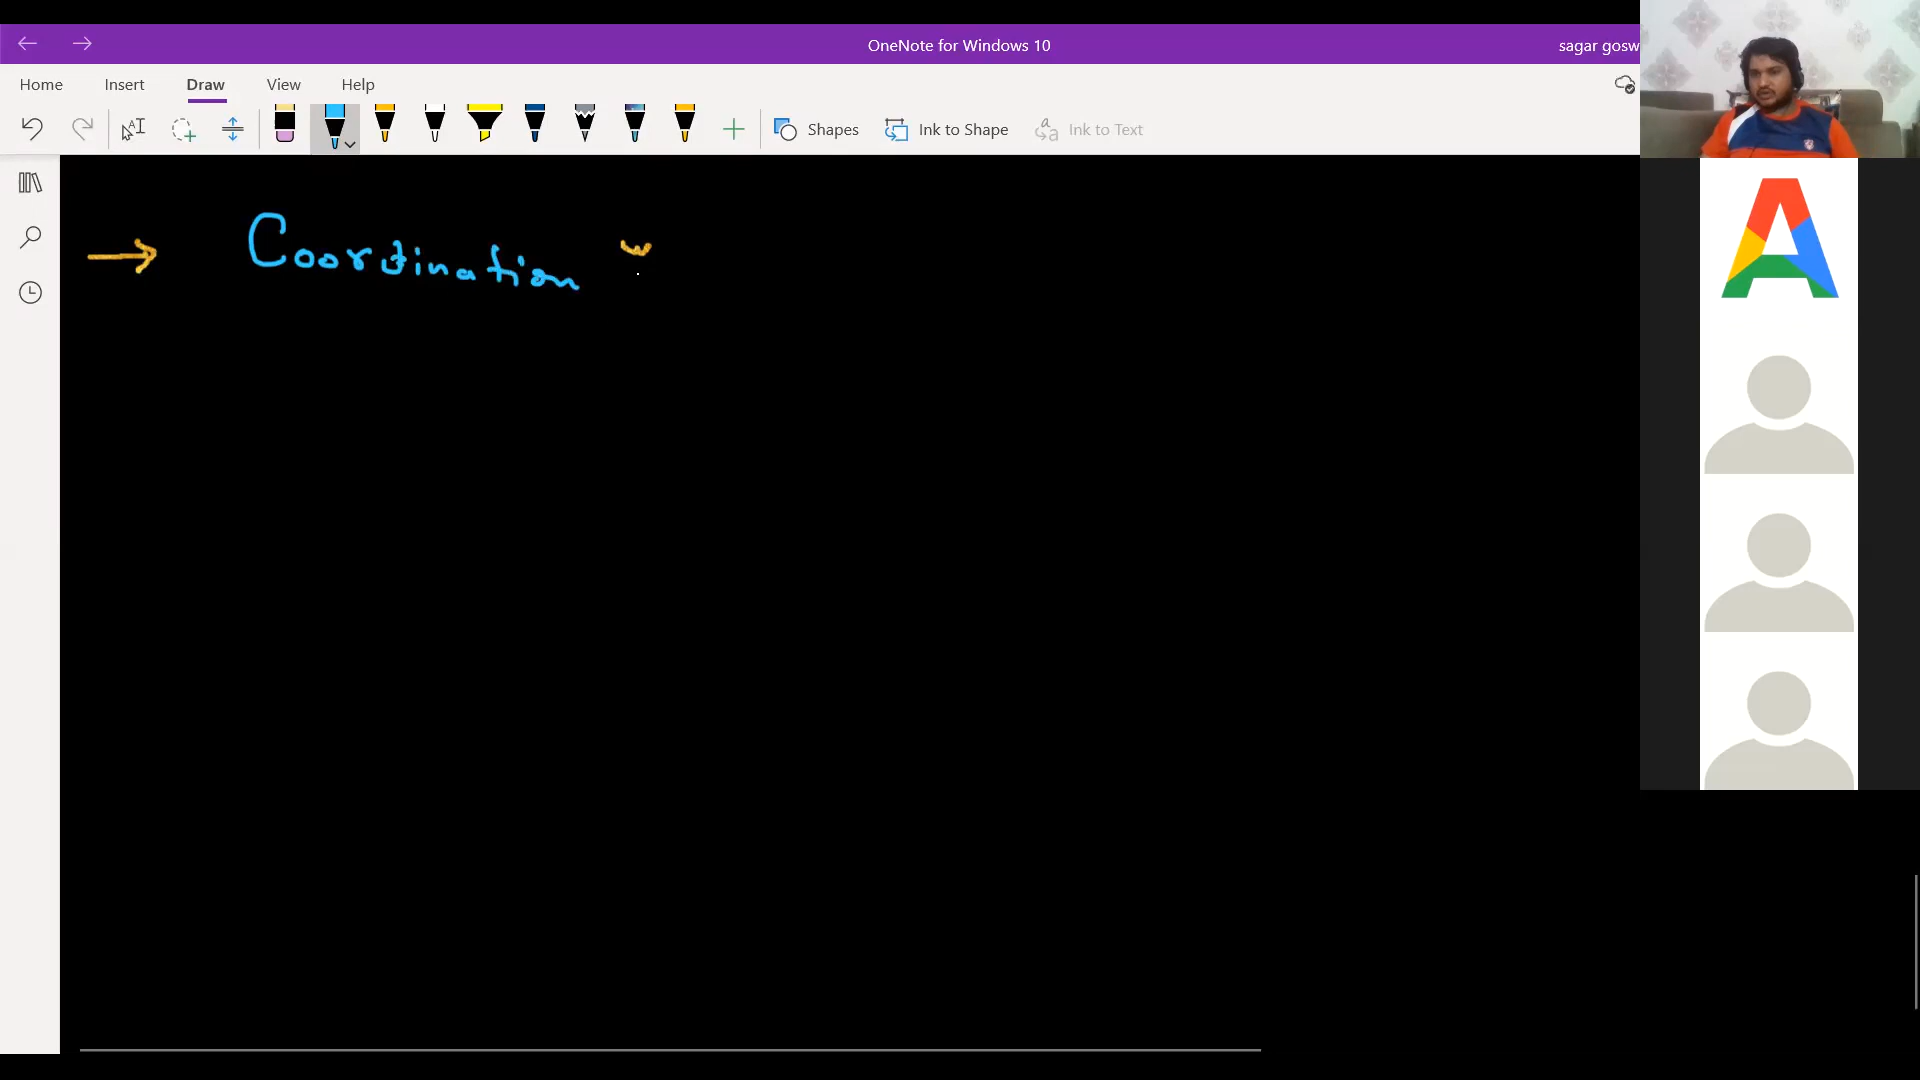 OneNote for Windows 10
sagar gosw
Home Insert Draw View Help
Shapes Ink to Shape Ink to Text
→ Coordination
A